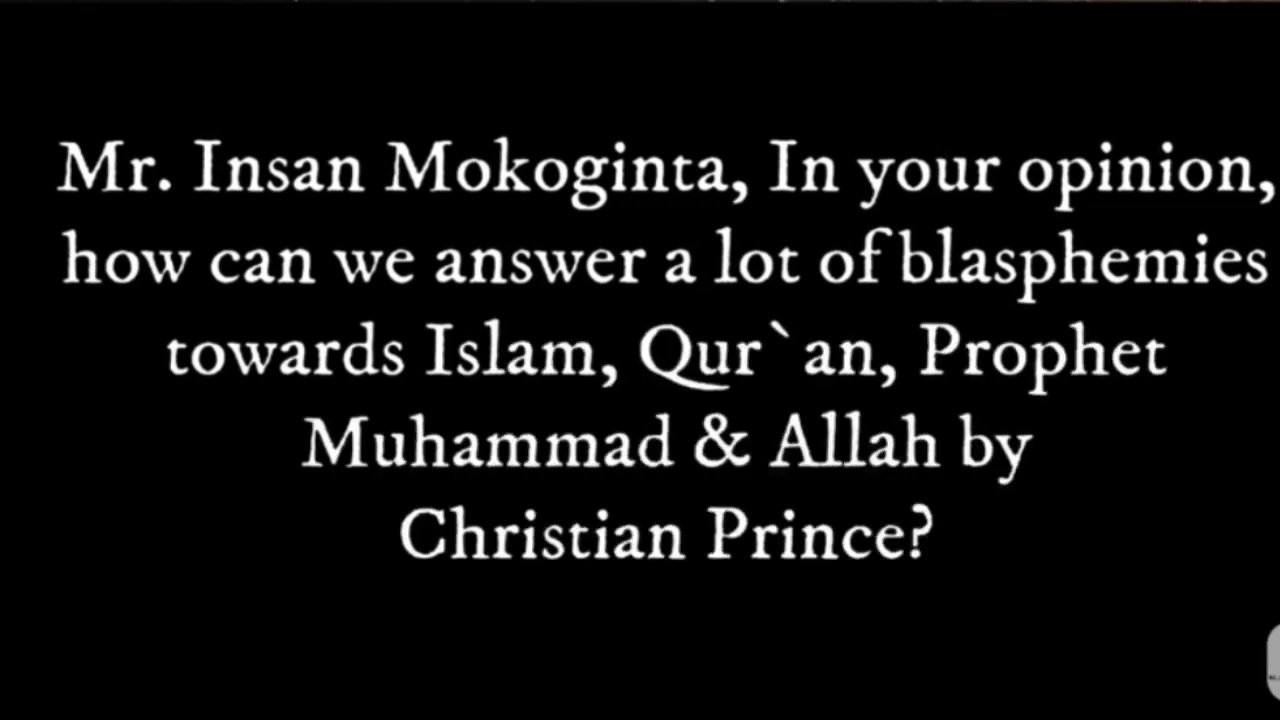 Mr. Insan Mokoginta, In your opinion,
how can we answer a lot of blasphemies
towards Islam, Qur`an, Prophet
Muhammad & Allah by
Christian Prince?